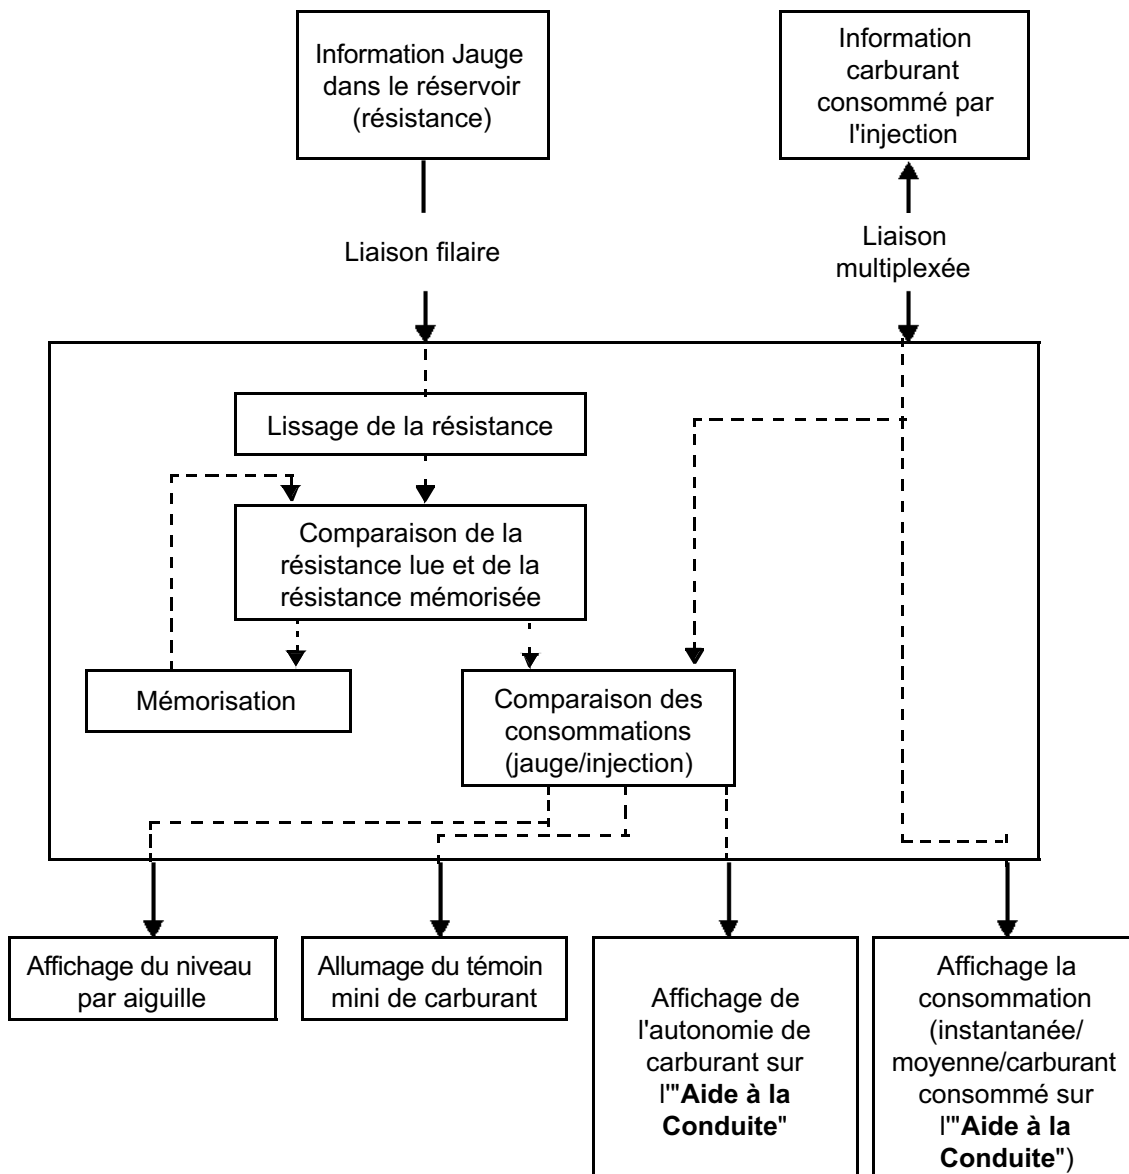 Information Jauge
dans le réservoir
(résistance)
Information
carburant
consommé par
l'injection
Liaison filaire
Liaison
multiplexée
Lissage de la résistance
Comparaison de la
résistance lue et de la
résistance mémorisée
Mémorisation
Comparaison des
consommations
(jauge/injection)
Affichage du niveau
par aiguille
Allumage du témoin
mini de carburant
Affichage de
l'autonomie de
carburant sur
l'"Aide à la
Conduite"
Affichage la
consommation
(instantanée/
moyenne/carburant
consommé sur
l'"Aide à la
Conduite")